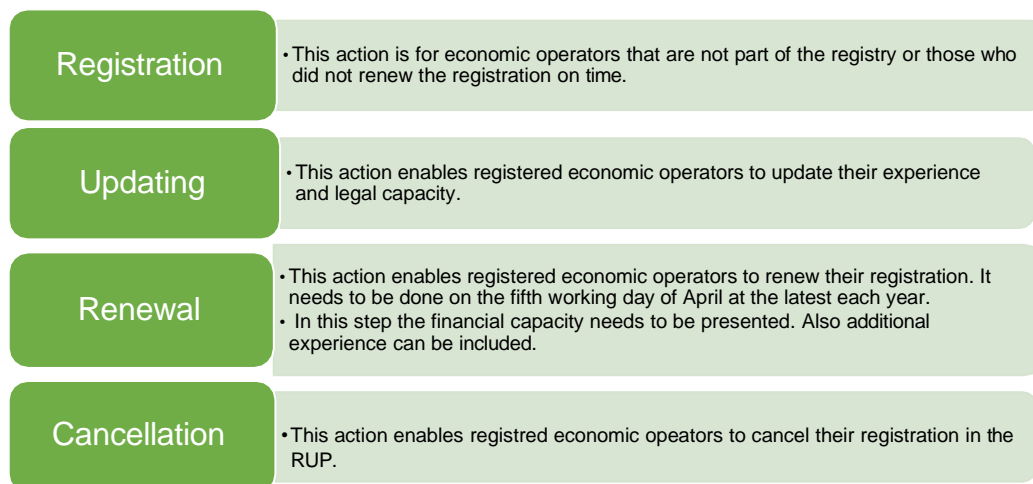 Registration
• This action is for economic operators that are not part of the registry or those who
did not renew the registration on time.
Updating
• This action enables registered economic operators to update their experience
and legal capacity.
Renewal
• This action enables registered economic operators to renew their registration. It
needs to be done on the fifth working day of April at the latest each year.
• In this step the financial capacity needs to be presented. Also additional
experience can be included.
Cancellation
• This action enables registred economic opeators to cancel their registration in the
RUP.